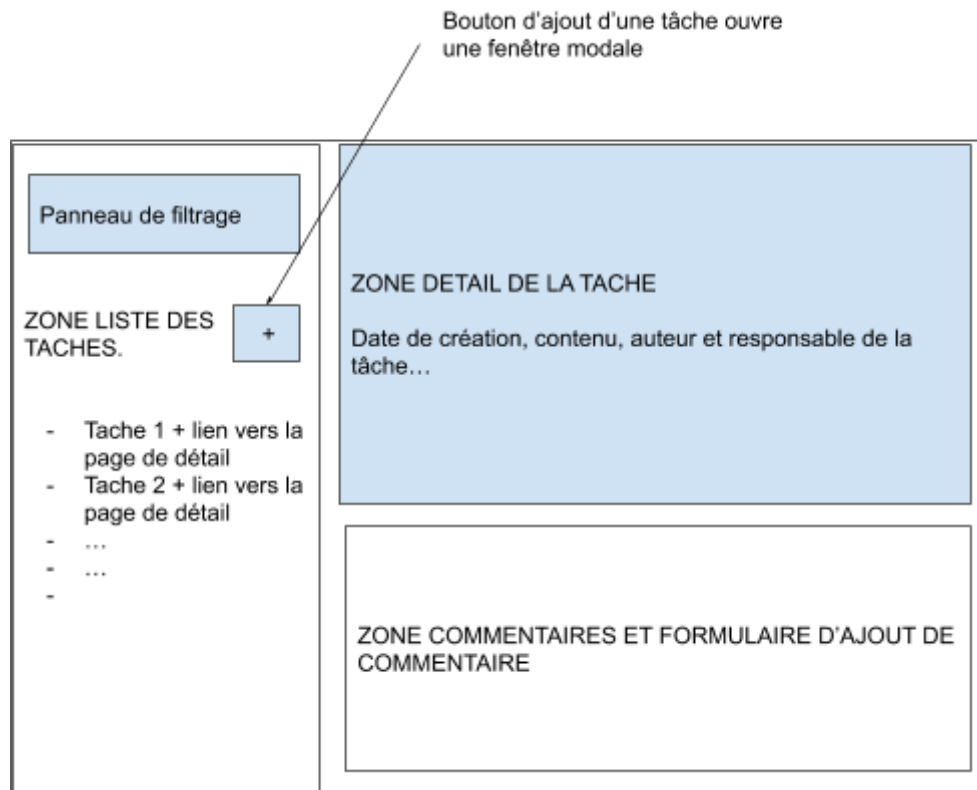 Bouton d'ajout d'une tâche ouvre
une fenêtre modale
Panneau de filtrage
ZONE LISTE DES
TACHES.
+
- Tache 1 + lien vers la
page de détail
- Tache 2 + lien vers la
page de détail
- …
- …
-
ZONE DETAIL DE LA TACHE
Date de création, contenu, auteur et responsable de la
tâche…
ZONE COMMENTAIRES ET FORMULAIRE D'AJOUT DE
COMMENTAIRE